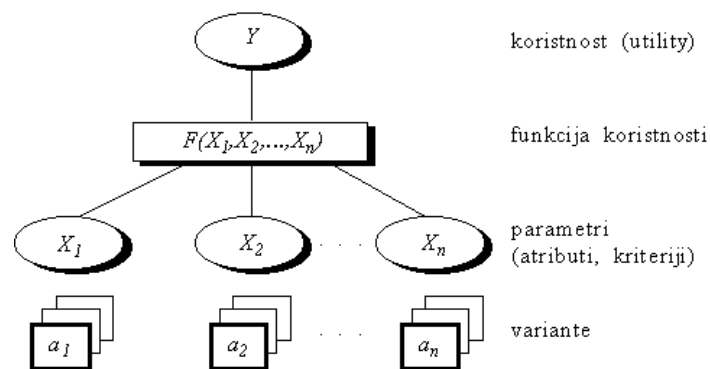 Y koristnost (utility)
F(X₁,X₂,...,Xₙ) funkcija koristnosti
X₁ X₂ . . . Xₙ parametri
(atributi, kriteriji)
a₁ a₂ . . . aₙ variante